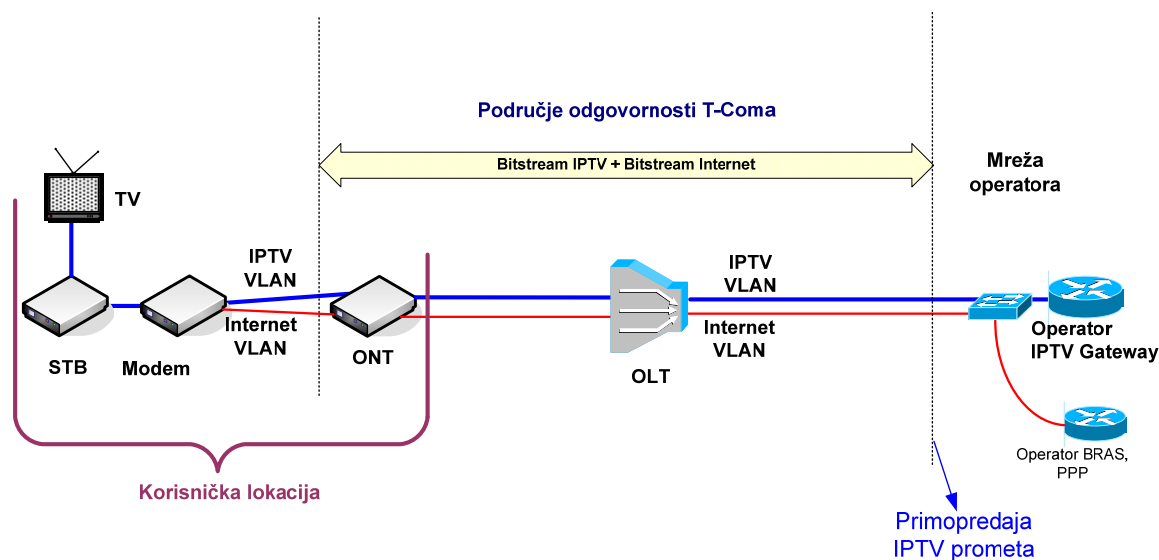 Područje odgovornosti T-Coma
Bitstream IPTV + Bitstream Internet
Mreža
operatora
TV
IPTV
VLAN
IPTV
VLAN
Internet
VLAN
Internet
VLAN
Operator
IPTV Gateway
STB
Modem
ONT
OLT
Operator BRAS,
PPP
Korisnička lokacija
Primopredaja
IPTV prometa